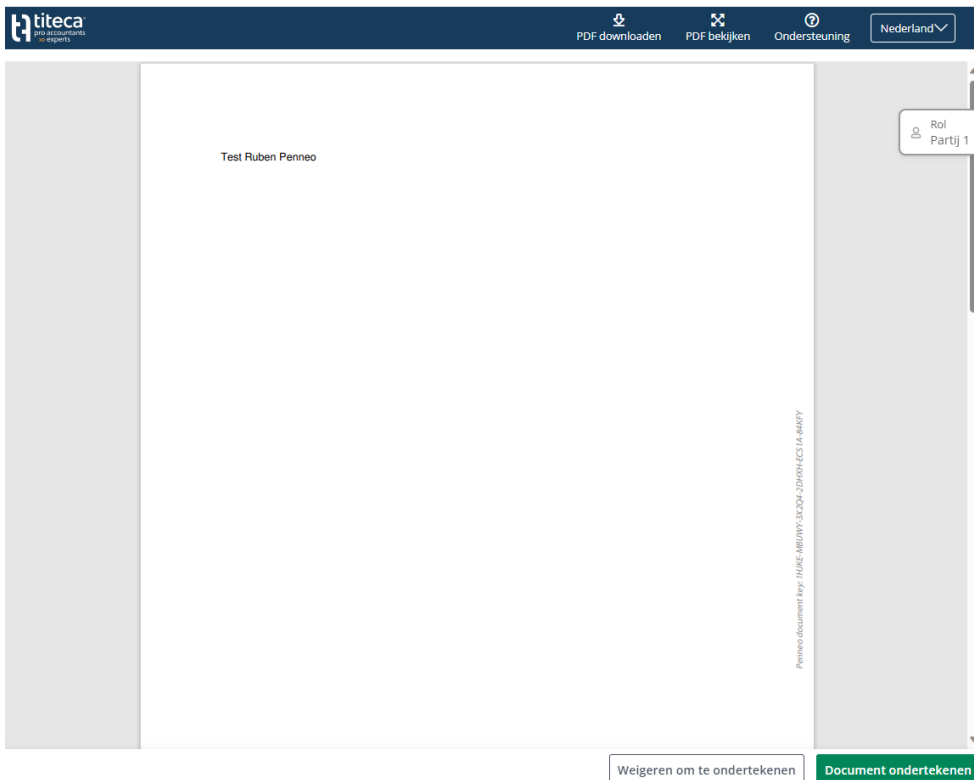 titeca
pro accountants
>o experts
PDF downloaden
PDF bekijken
Ondersteuning
Nederland
Rol
Partij 1
Test Ruben Penneo
Penneo document key: 1HJKE-MBUWY-3X2Q4-2DHXH-EC51A-84KFY
Weigeren om te ondertekenen
Document ondertekenen